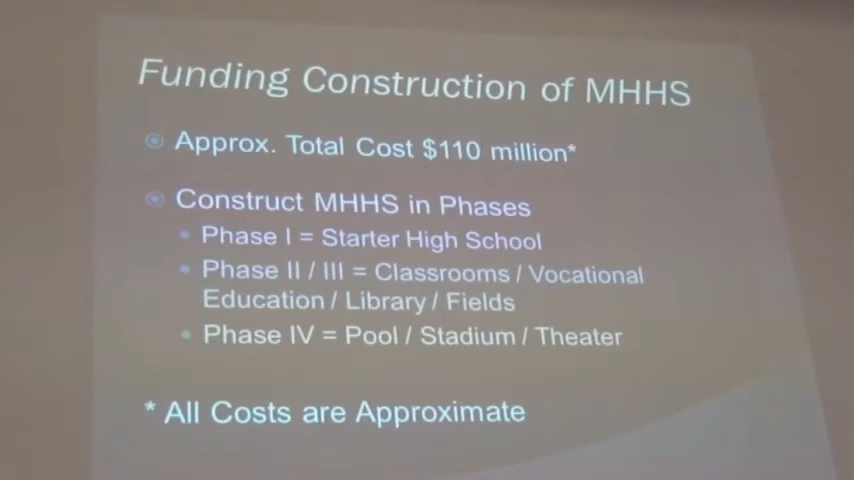 Funding Construction of MHHS
Approx. Total Cost $110 million*
Construct MHHS in Phases
Phase I = Starter High School
Phase II / III = Classrooms / Vocational
Education / Library / Fields
Phase IV = Pool / Stadium / Theater
* All Costs are Approximate